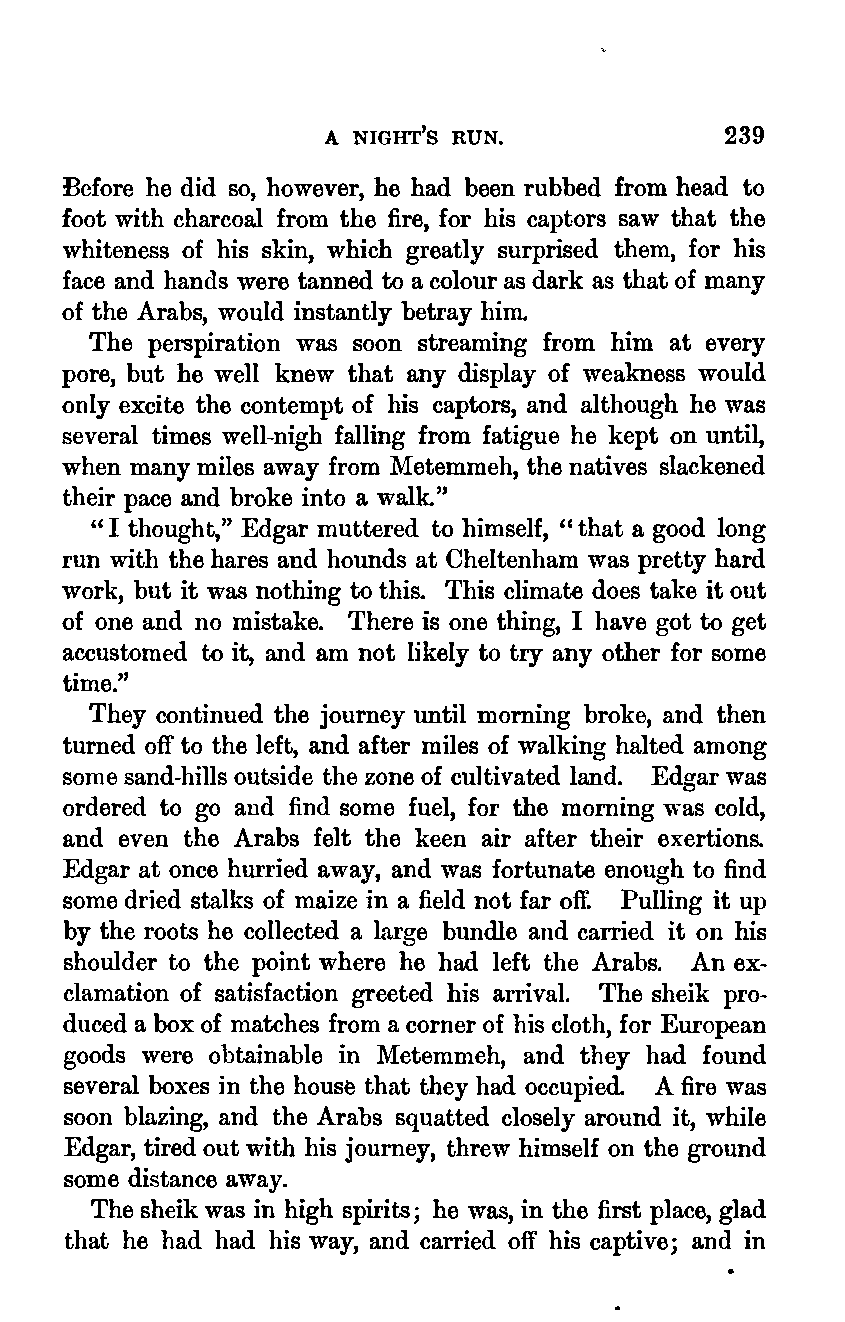 A NIGHT'S RUN. 239
Before he did so, however, he had been rubbed from head to
foot with charcoal from the fire, for his captors saw that the
whiteness of his skin, which greatly surprised them, for his
face and hands were tanned to a colour as dark as that of many
of the Arabs, would instantly betray him.
The perspiration was soon streaming from him at every
pore, but he well knew that any display of weakness would
only excite the contempt of his captors, and although he was
several times well-nigh falling from fatigue he kept on until,
when many miles away from Metemmeh, the natives slackened
their pace and broke into a walk."
"I thought," Edgar muttered to himself, "that a good long
run with the hares and hounds at Cheltenham was pretty hard
work, but it was nothing to this. This climate does take it out
of one and no mistake. There is one thing, I have got to get
accustomed to it, and am not likely to try any other for some
time."
They continued the journey until morning broke, and then
turned off to the left, and after miles of walking halted among
some sand-hills outside the zone of cultivated land. Edgar was
ordered to go and find some fuel, for the morning was cold,
and even the Arabs felt the keen air after their exertions.
Edgar at once hurried away, and was fortunate enough to find
some dried stalks of maize in a field not far off. Pulling it up
by the roots he collected a large bundle and carried it on his
shoulder to the point where he had left the Arabs. An ex-
clamation of satisfaction greeted his arrival. The sheik pro-
duced a box of matches from a corner of his cloth, for European
goods were obtainable in Metemmeh, and they had found
several boxes in the house that they had occupied. A fire was
soon blazing, and the Arabs squatted closely around it, while
Edgar, tired out with his journey, threw himself on the ground
some distance away.
The sheik was in high spirits; he was, in the first place, glad
that he had had his way, and carried off his captive; and in